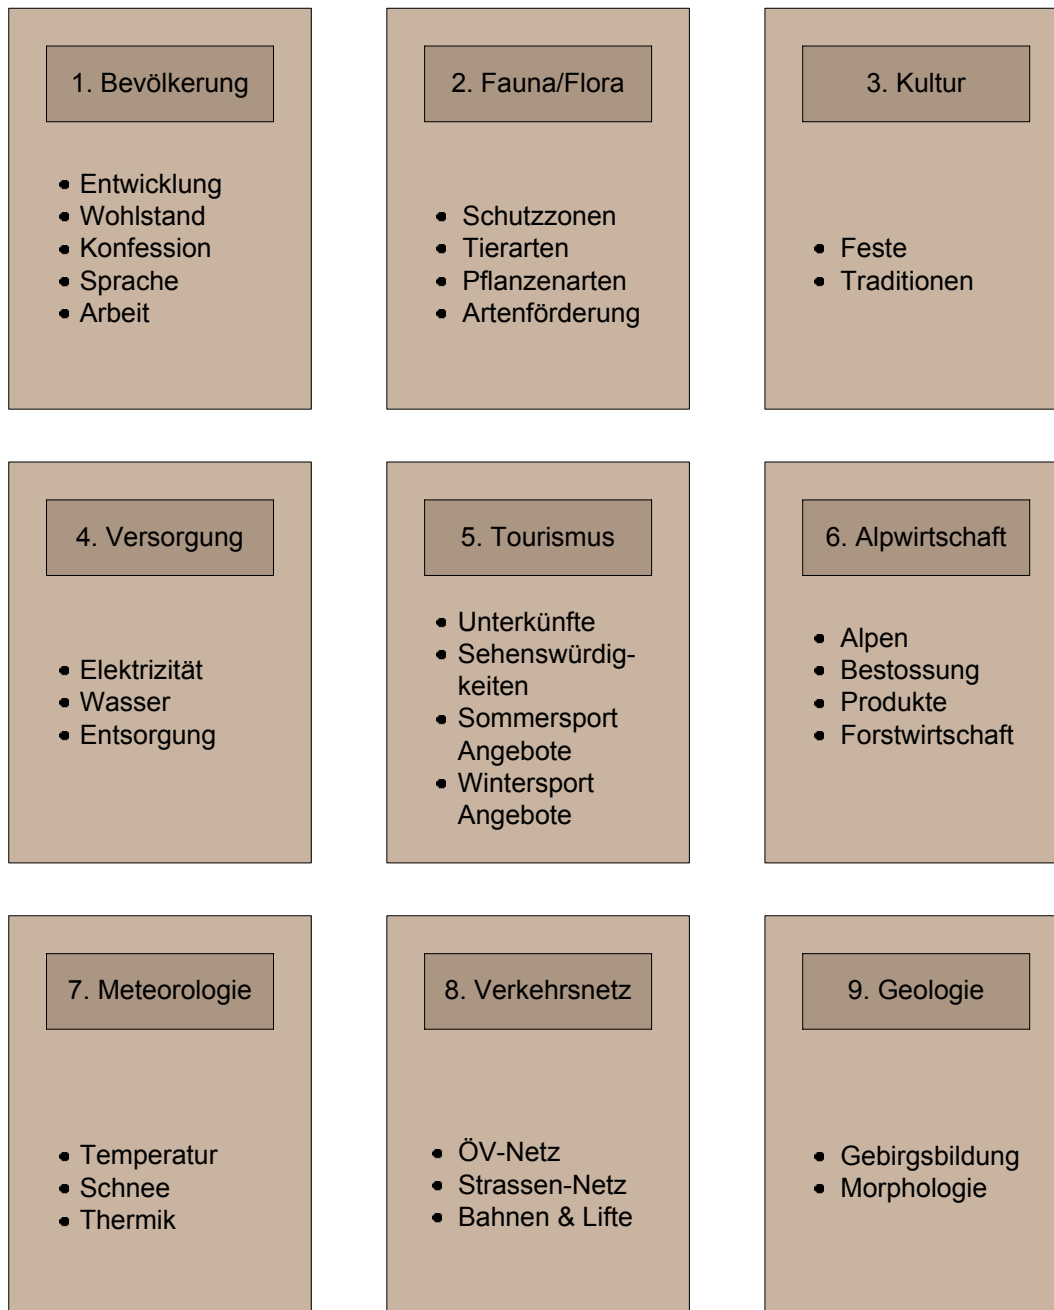 1. Bevölkerung
• Entwicklung
• Wohlstand
• Konfession
• Sprache
• Arbeit
2. Fauna/Flora
• Schutzzonen
• Tierarten
• Pflanzenarten
• Artenförderung
3. Kultur
• Feste
• Traditionen
4. Versorgung
• Elektrizität
• Wasser
• Entsorgung
5. Tourismus
• Unterkünfte
• Sehenswürdig-
keiten
• Sommersport
Angebote
• Wintersport
Angebote
6. Alpwirtschaft
• Alpen
• Bestossung
• Produkte
• Forstwirtschaft
7. Meteorologie
• Temperatur
• Schnee
• Thermik
8. Verkehrsnetz
• ÖV-Netz
• Strassen-Netz
• Bahnen & Lifte
9. Geologie
• Gebirgsbildung
• Morphologie